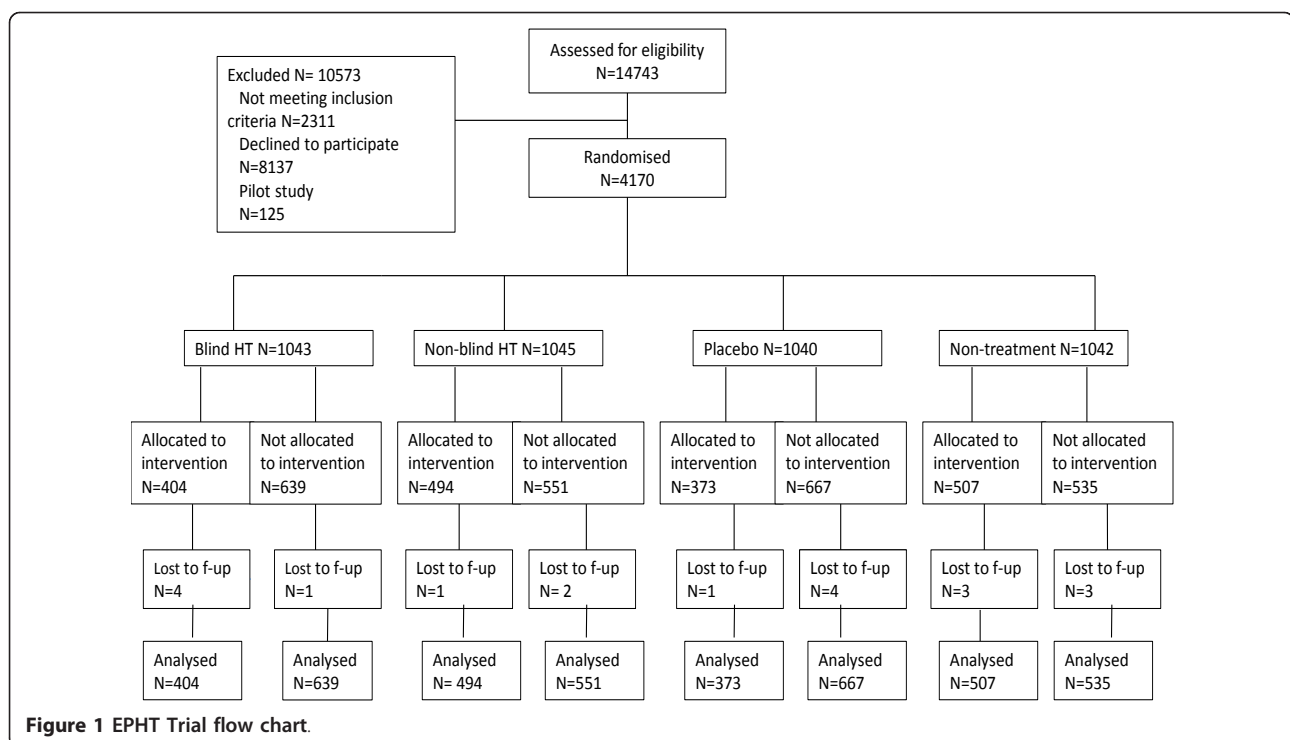 Assessed for eligibility
N=14743
Excluded N= 10573
Not meeting inclusion
criteria N=2311
Declined to participate
N=8137
Pilot study
N=125
Randomised
N=4170
Blind HT N=1043
Non-blind HT N=1045
Placebo N=1040
Non-treatment N=1042
Allocated to
intervention
N=404
Not allocated
to intervention
N=639
Allocated to
intervention
N=494
Not allocated
to intervention
N=551
Allocated to
intervention
N=373
Not allocated
to intervention
N=667
Allocated to
intervention
N=507
Not allocated
to intervention
N=535
Lost to f-up
N=4
Lost to f-up
N=1
Lost to f-up
N=1
Lost to f-up
N= 2
Lost to f-up
N=1
Lost to f-up
N=4
Lost to f-up
N=3
Lost to f-up
N=3
Analysed
N=404
Analysed
N=639
Analysed
N= 494
Analysed
N=551
Analysed
N=373
Analysed
N=667
Analysed
N=507
Analysed
N=535
Figure 1 EPHT Trial flow chart.